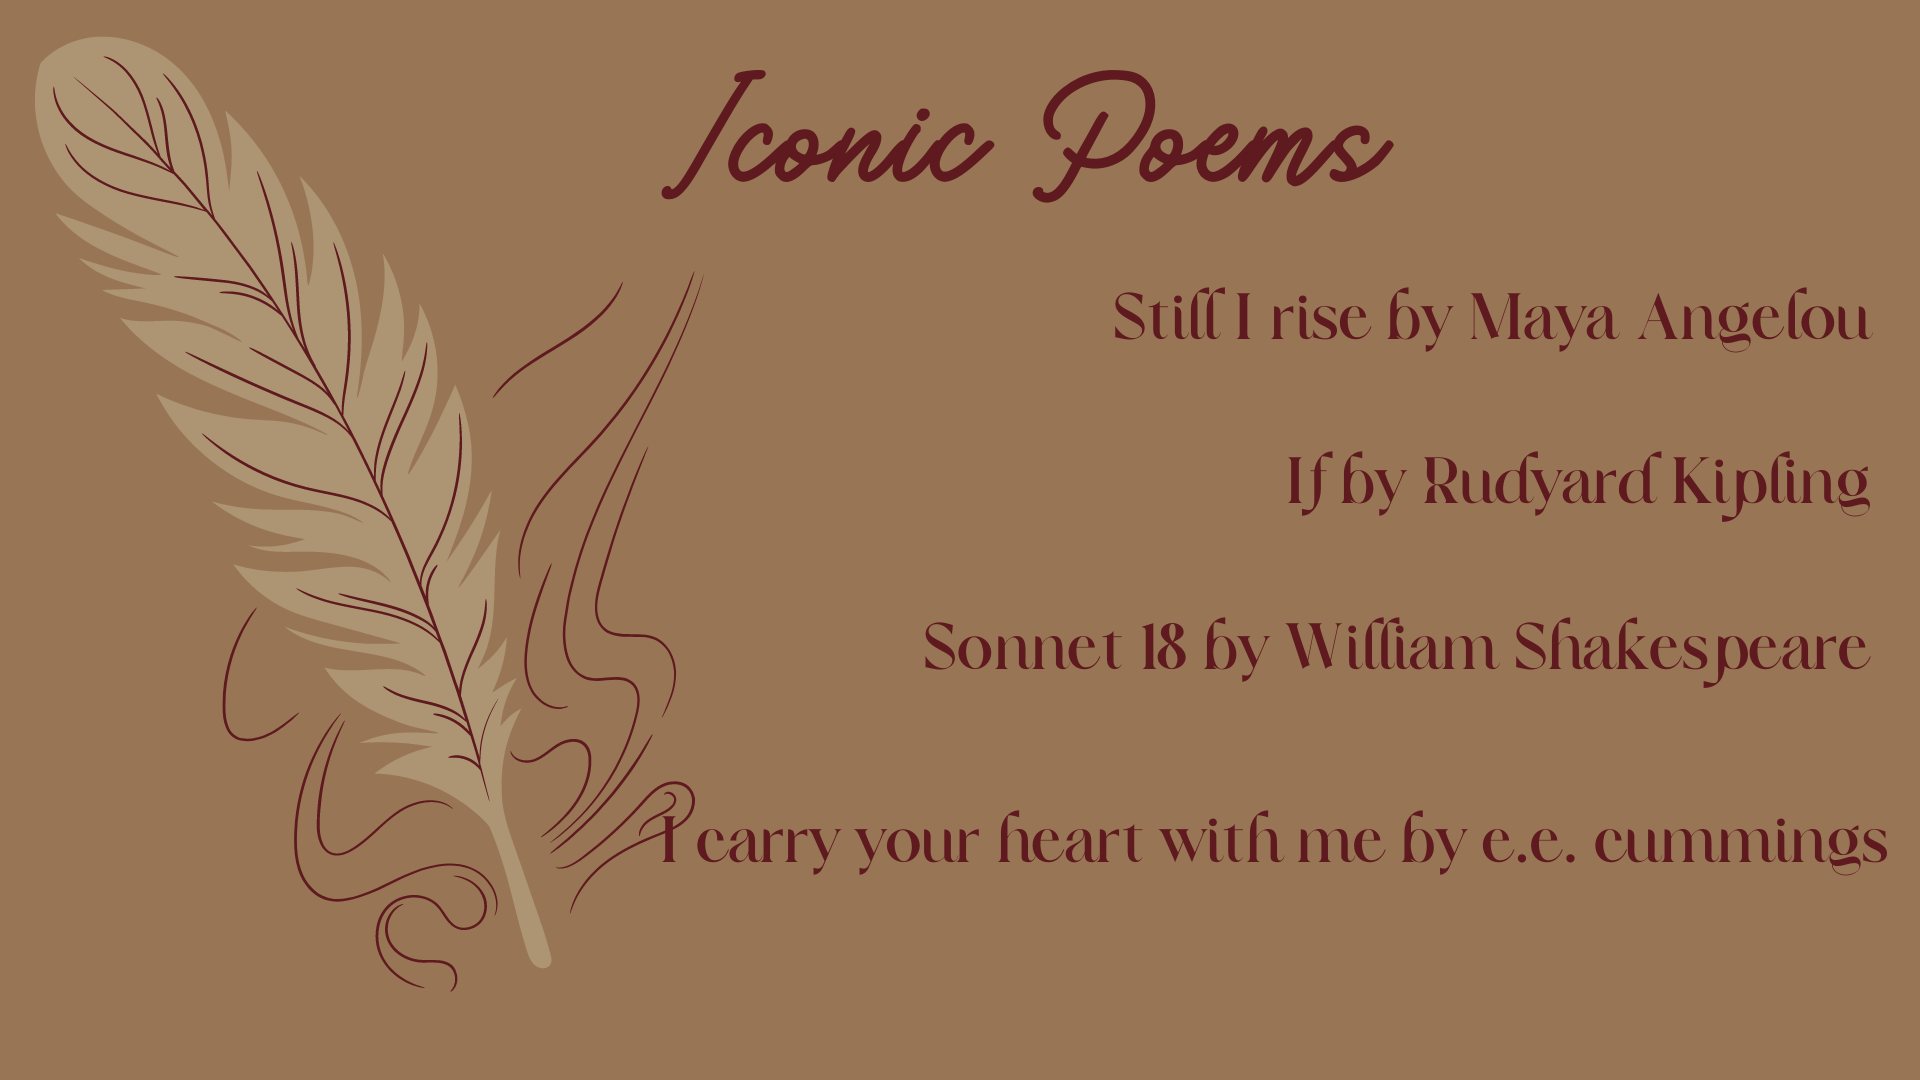 Iconic Poems
Still I rise by Maya Angelou
If by Rudyard Kipling
Sonnet 18 by William Shakespeare
I carry your heart with me by e.e. cummings